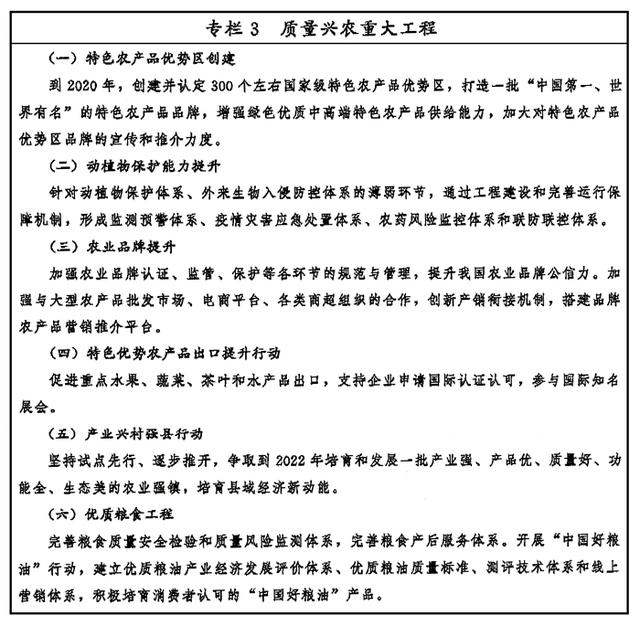 专栏 3 质量兴农重大工程
（一）特色农产品优势区创建
到 2020 年，创建并认定 300 个左右国家级特色农产品优势区，打造一批“中国第一、世
界有名”的特色农产品品牌，增强绿色优质中高端特色农产品供给能力，加大对特色农产品
优势区品牌的宣传和推介力度。
（二）动植物保护能力提升
针对动植物保护体系、外来生物入侵防控体系的薄弱环节，通过工程建设和完善运行保
障机制，形成监测预警体系、疫情灾害应急处置体系、农药风险监控体系和联防联控体系。
（三）农业品牌提升
加强农业品牌认证、监管、保护等各环节的规范与管理，提升我国农业品牌公信力。加
强与大型农产品批发市场、电商平台、各类商超组织的合作，创新产销衔接机制，搭建品牌
农产品营销推介平台。
（四）特色优势农产品出口提升行动
促进重点水果、蔬菜、茶叶和水产品出口，支持企业申请国际认证认可，参与国际知名
展会。
（五）产业兴村强县行动
坚持试点先行、逐步推开，争取到 2022 年培育和发展一批产业强、产品优、质量好、功
能全、生态美的农业强镇，培育县域经济新动能。
（六）优质粮食工程
完善粮食质量安全检验和质量风险监测体系，完善粮食产后服务体系。开展“中国好粮
油”行动，建立优质粮油产业经济发展评价体系、优质粮油质量标准、测评技术体系和线上
营销体系，积极培育消费者认可的“中国好粮油”产品。